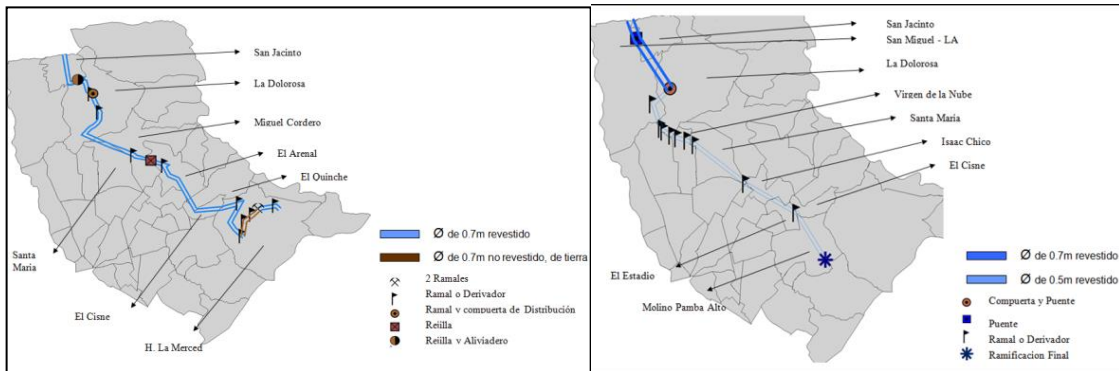 San Jacinto
La Dolorosa
Miguel Cordero
El Arenal
El Quinche
Santa
Maria
El Cisne
H. La Merced
Ø de 0.7m revestido
Ø de 0.7m no revestido, de tierra
2 Ramales
Ramal o Derivador
Ramal y compuerta de Distribución
Rejilla
Rejilla y Aliviadero
San Jacinto
San Miguel - LA
La Dolorosa
Virgen de la Nube
Santa Maria
Isaac Chico
El Cisne
El Estadio
Molino Pamba Alto
Ø de 0.7m revestido
Ø de 0.5m revestido
Compuerta y Puente
Puente
Ramal o Derivador
Ramificacion Final